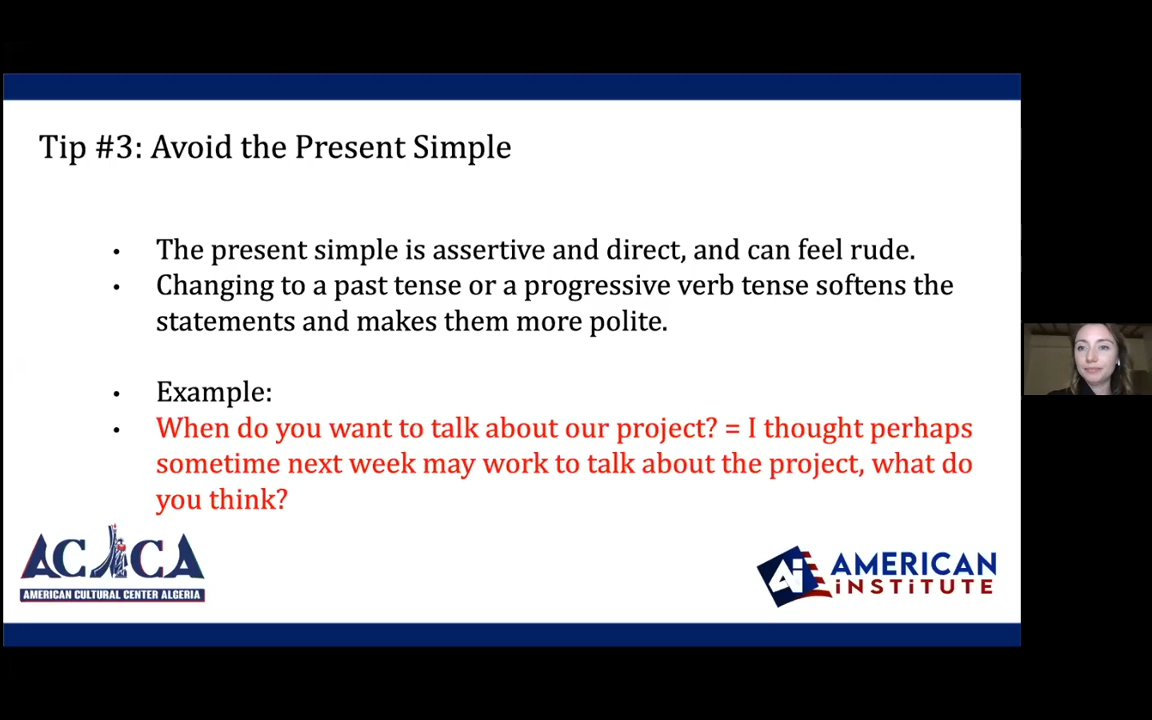 Tip #3: Avoid the Present Simple
• The present simple is assertive and direct, and can feel rude.
• Changing to a past tense or a progressive verb tense softens the
statements and makes them more polite.
• Example:
• When do you want to talk about our project? = I thought perhaps
sometime next week may work to talk about the project, what do
you think?
ACCA
AMERICAN CULTURAL CENTER ALGERIA
Ai AMERICAN
iNSTiTUTE